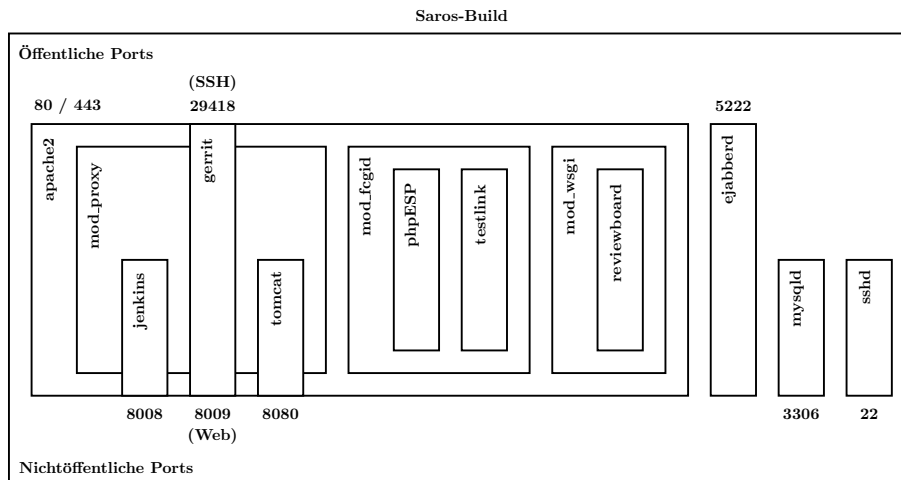 Saros-Build
Öffentliche Ports
(SSH)
80 / 443
29418
5222
apache2
mod_proxy
jenkins
gerrit
tomcat
mod_fcgid
phpESP
testlink
mod_wsgi
reviewboard
ejabberd
mysqld
sshd
8008
8009
8080
3306
22
(Web)
Nichtöffentliche Ports